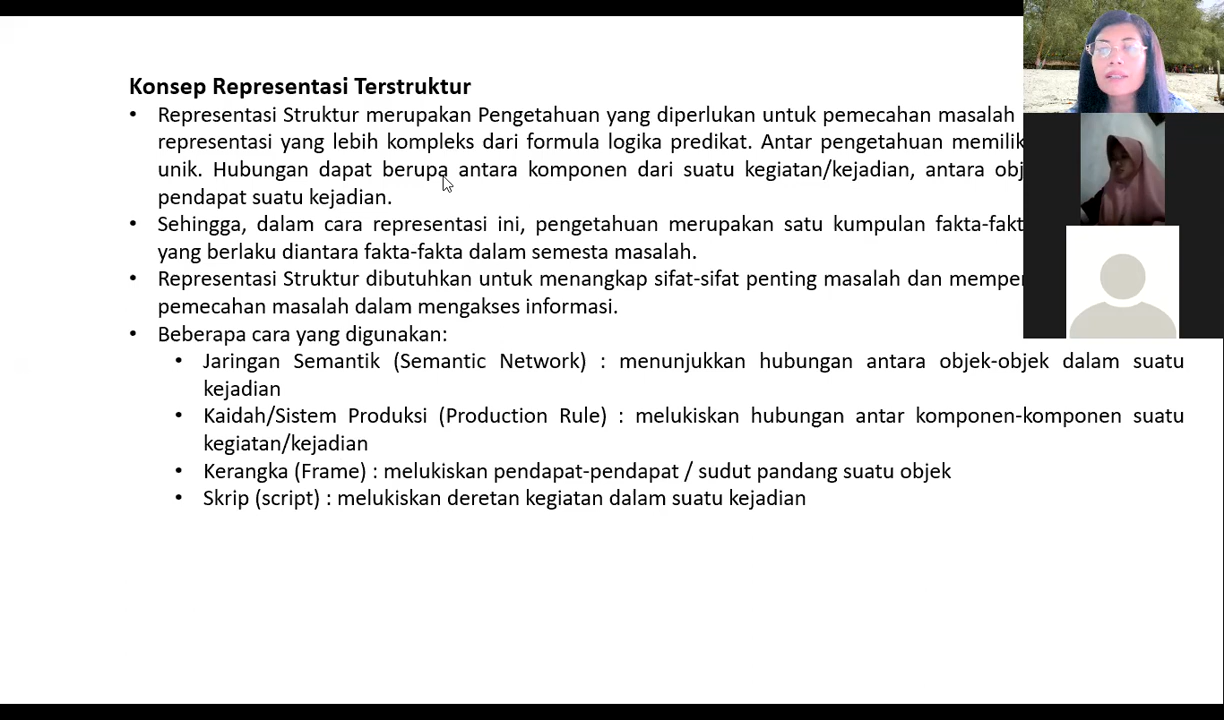 Konsep Representasi Terstruktur
• Representasi Struktur merupakan Pengetahuan yang diperlukan untuk pemecahan masalah
representasi yang lebih kompleks dari formula logika predikat. Antar pengetahuan memilik
unik. Hubungan dapat berupa antara komponen dari suatu kegiatan/kejadian, antara obj
pendapat suatu kejadian.
• Sehingga, dalam cara representasi ini, pengetahuan merupakan satu kumpulan fakta-fakt
yang berlaku diantara fakta-fakta dalam semesta masalah.
• Representasi Struktur dibutuhkan untuk menangkap sifat-sifat penting masalah dan memper
pemecahan masalah dalam mengakses informasi.
• Beberapa cara yang digunakan:
• Jaringan Semantik (Semantic Network) : menunjukkan hubungan antara objek-objek dalam suatu
kejadian
• Kaidah/Sistem Produksi (Production Rule) : melukiskan hubungan antar komponen-komponen suatu
kegiatan/kejadian
• Kerangka (Frame) : melukiskan pendapat-pendapat / sudut pandang suatu objek
• Skrip (script) : melukiskan deretan kegiatan dalam suatu kejadian